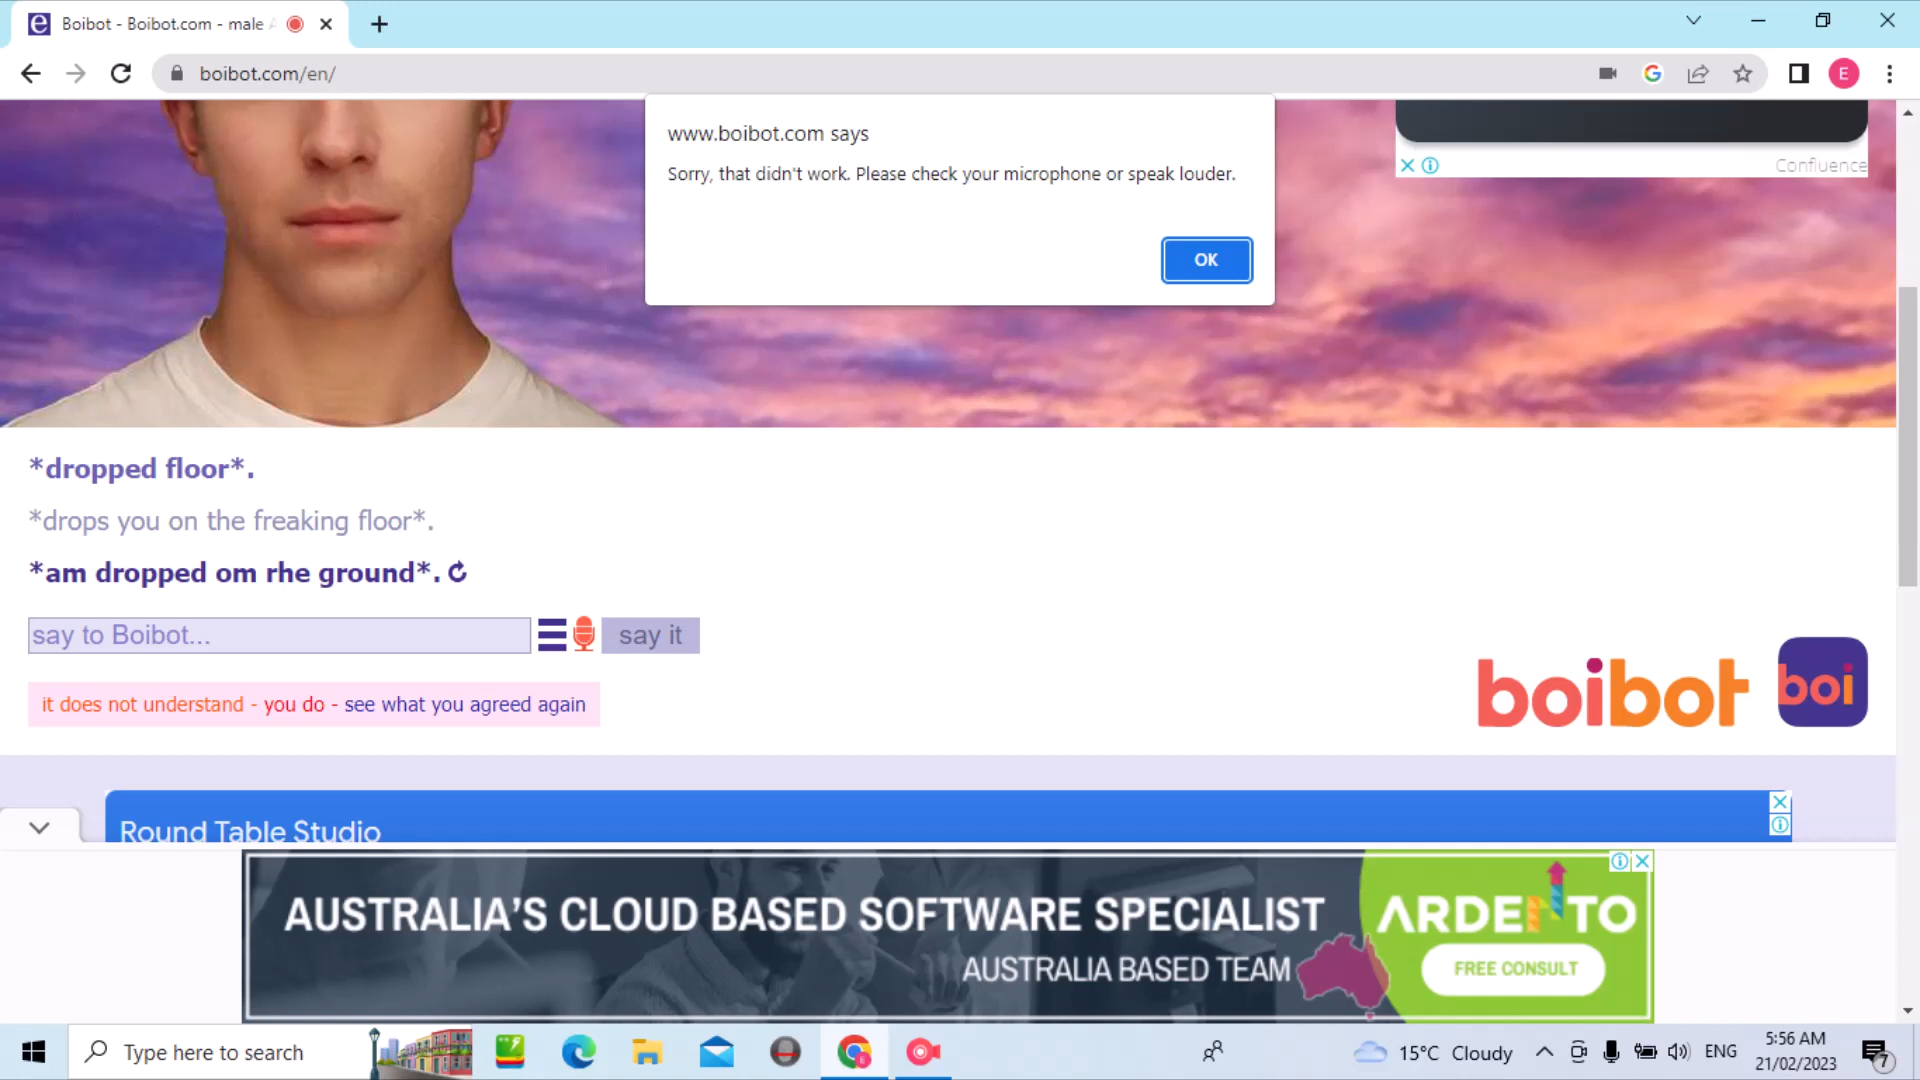 Boibot - Boibot.com - male
boibot.com/en/
E
www.boibot.com says
Sorry, that didn't work. Please check your microphone or speak louder.
OK
Confluence
*dropped floor*.
*drops you on the freaking floor*.
*am dropped om rhe ground*.
say to Boibot...
say it
it does not understand - you do - see what you agreed again
boibot
boi
Round Table Studio
AUSTRALIA'S CLOUD BASED SOFTWARE SPECIALIST
AUSTRALIA BASED TEAM
ARDENTO
FREE CONSULT
Type here to search
15°C Cloudy
ENG
5:56 AM
21/02/2023
7